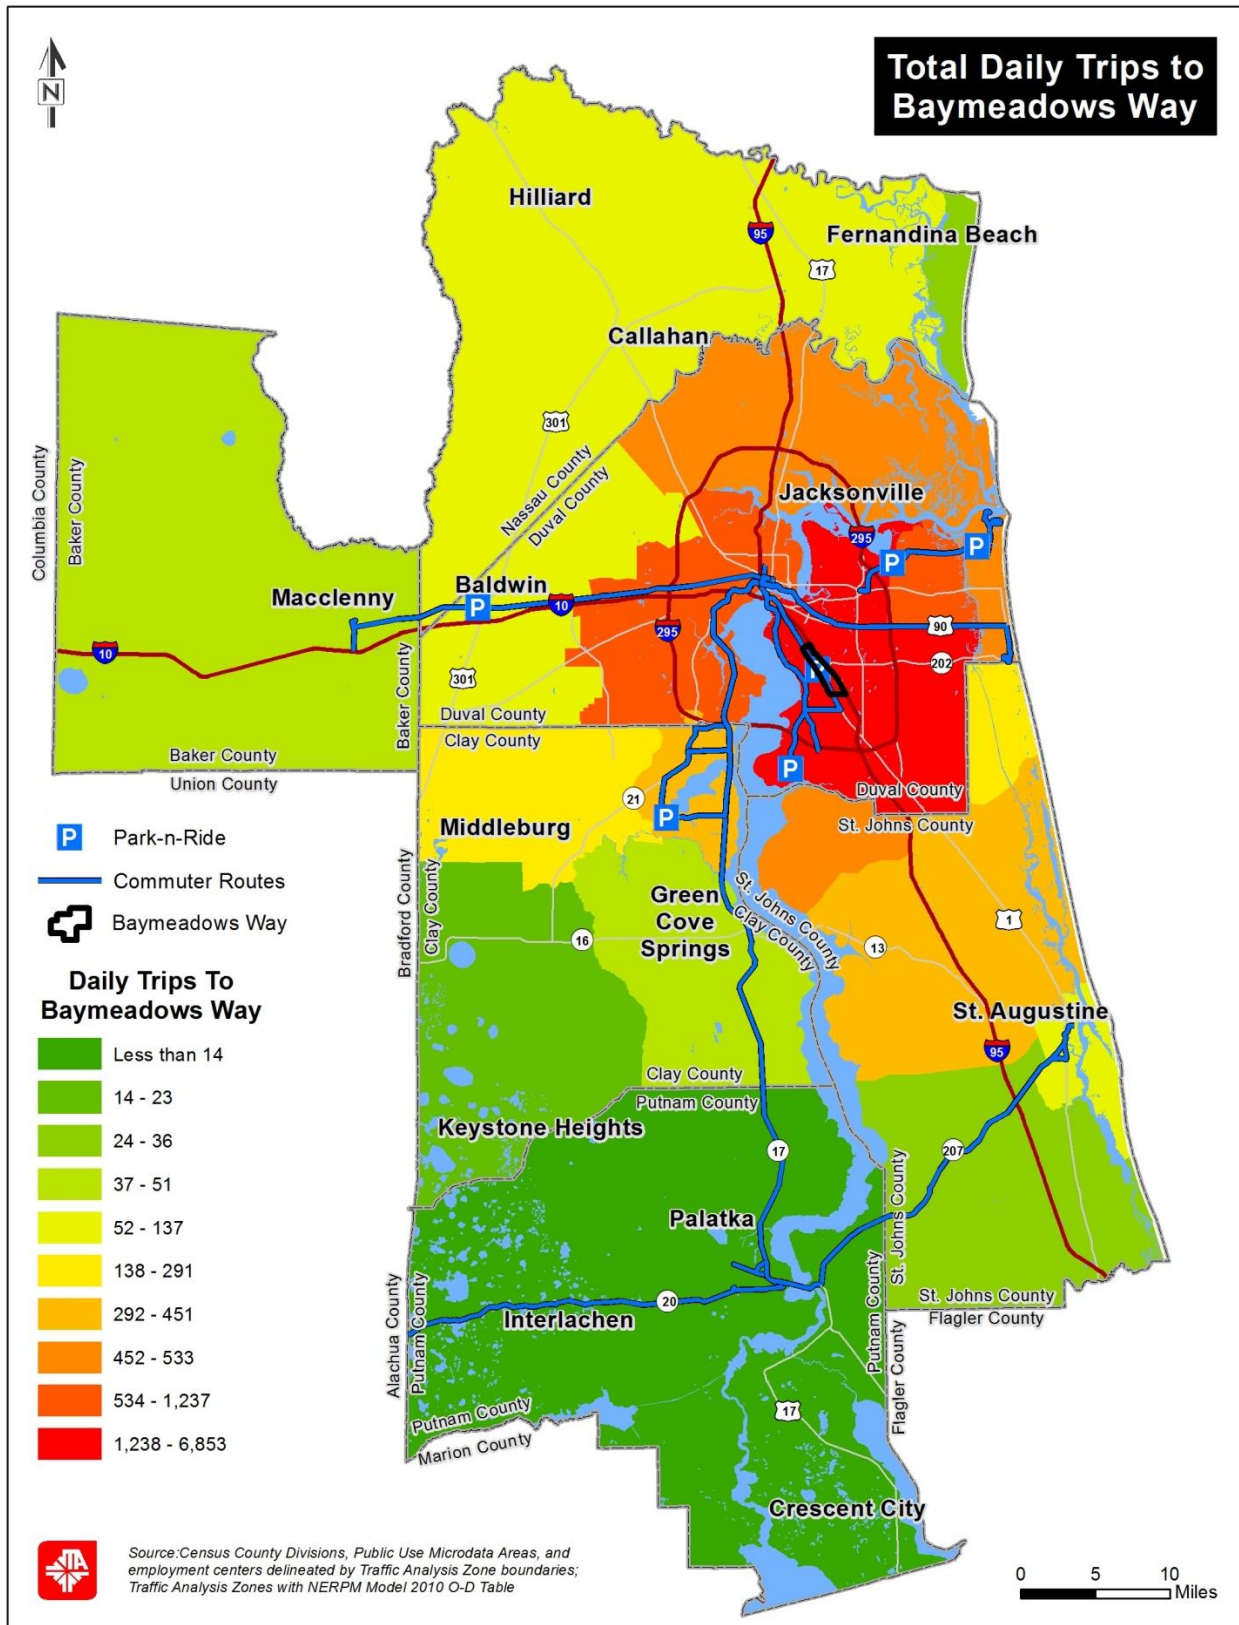 Total Daily Trips to
Baymeadows Way
N
Hilliard
95
Fernandina Beach
17
Callahan
301
Columbia County
Baker County
Nassau County
Duval County
Jacksonville
295
P
P
Baldwin
Macclenny
P
10
90
295
202
10
P
301
Baker County
Duval County
Clay County
Baker County
Union County
P
Duval County
21
St. Johns County
P
Middleburg
P
Park-n-Ride
Commuter Routes
Baymeadows Way
Bradford County
Clay County
Green
Cove
Springs
St. Johns County
Clay County
1
16
13
St. Augustine
95
Daily Trips To
Baymeadows Way
Less than 14
14 - 23
24 - 36
37 - 51
52 - 137
138 - 291
292 - 451
452 - 533
534 - 1,237
1,238 - 6,853
Clay County
Putnam County
Keystone Heights
17
207
Palatka
St. Johns County
Putnam County
Alachua County
Putnam County
20
Interlachen
St. Johns County
Flagler County
Flagler County
17
Putnam County
Marion County
Crescent City
JTA
Source:Census County Divisions, Public Use Microdata Areas, and
employment centers delineated by Traffic Analysis Zone boundaries;
Traffic Analysis Zones with NERPM Model 2010 O-D Table
0 5 10
Miles